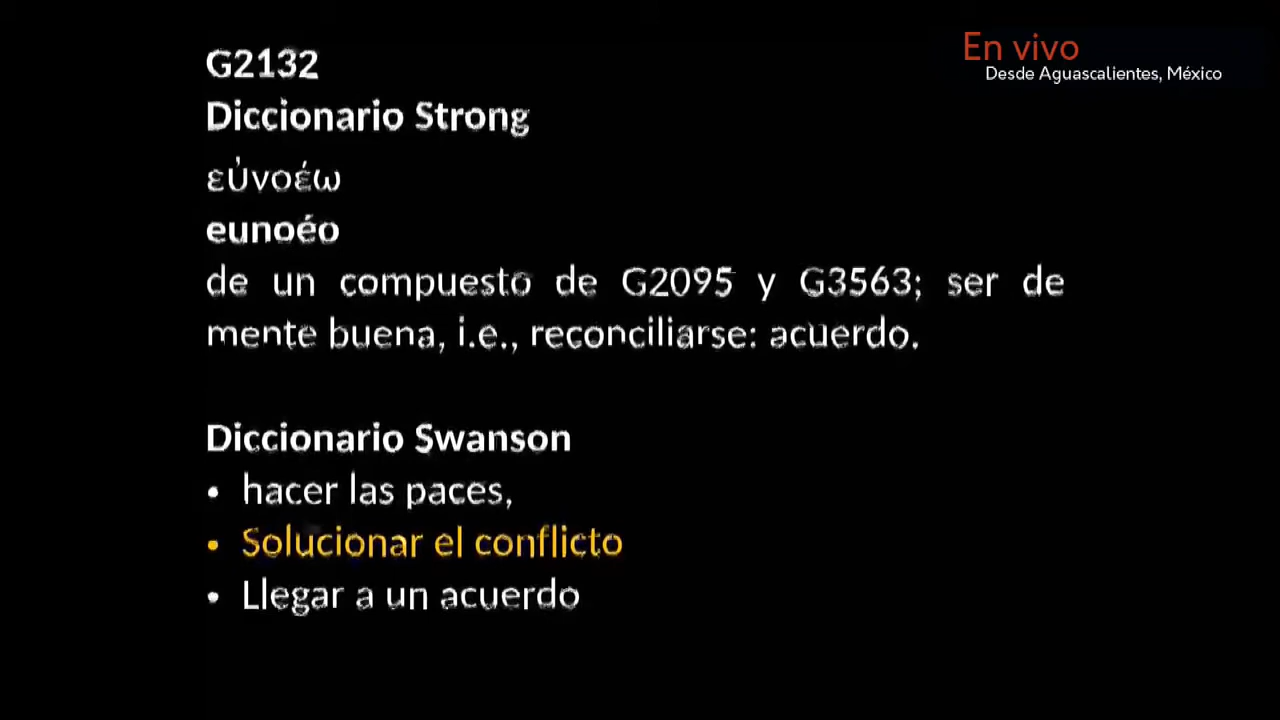 En vivo
Desde Aguascalientes, México
G2132
Diccionario Strong
εὐνοέω
eunoéo
de un compuesto de G2095 y G3563; ser de
mente buena, i.e., reconciliarse: acuerdo.
Diccionario Swanson
• hacer las paces,
• Solucionar el conflicto
• Llegar a un acuerdo